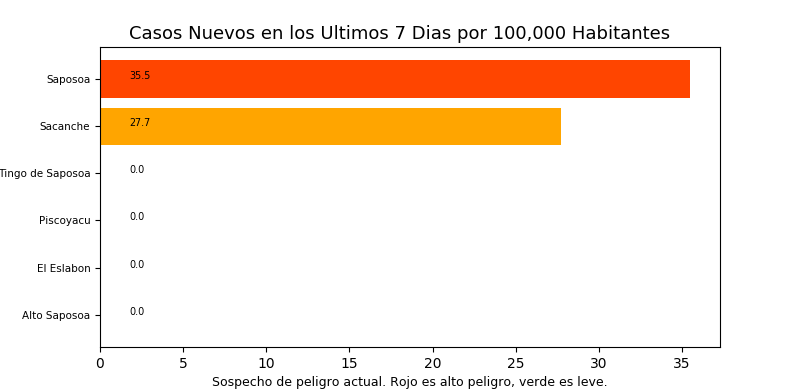 Casos Nuevos en los Ultimos 7 Dias por 100,000 Habitantes
Saposoa 35.5
Sacanche 27.7
Tingo de Saposoa 0.0
Piscoyacu 0.0
El Eslabon 0.0
Alto Saposoa 0.0
0 5 10 15 20 25 30 35
Sospecho de peligro actual. Rojo es alto peligro, verde es leve.